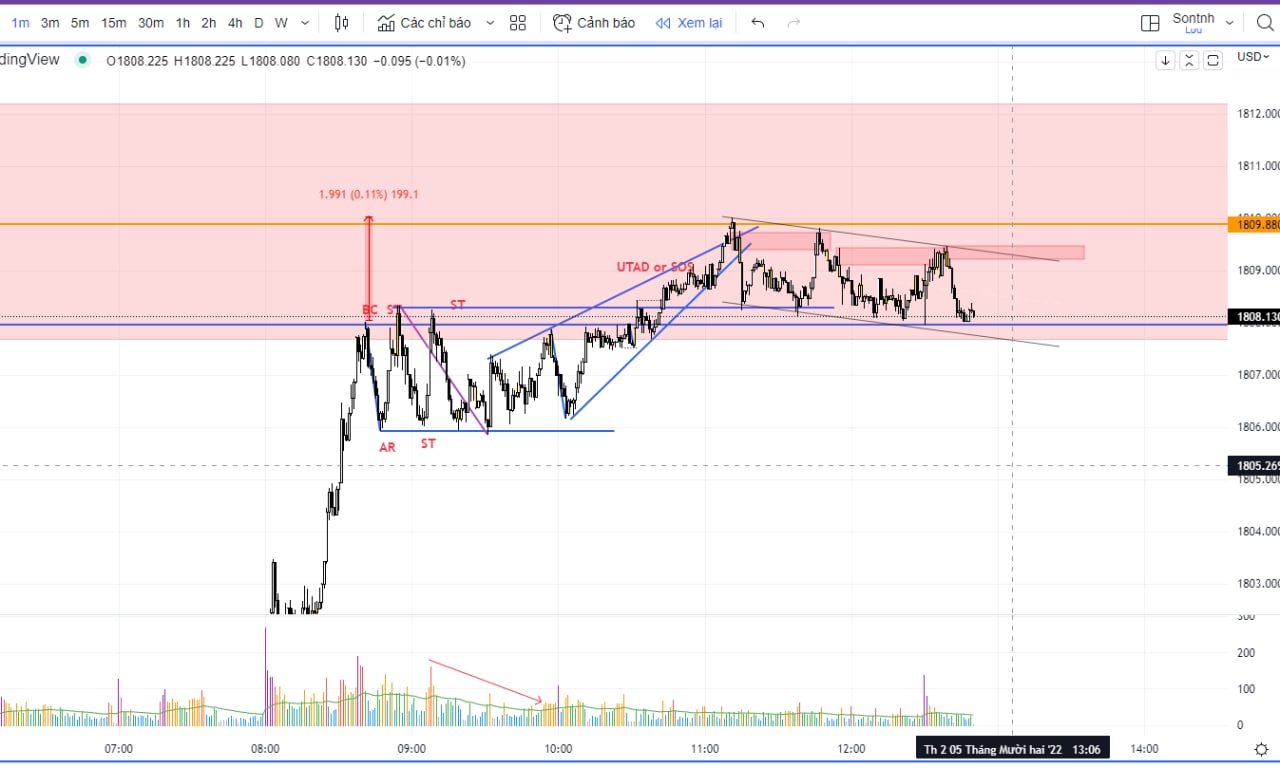 1m 3m 5m 15m 30m 1h 2h 4h D W Các chỉ báo Cảnh báo Xem lại Sontnh
Lưu
dingView O1808.225 H1808.225 L1808.080 C1808.130 −0.095 (−0.01%) USD
1812.000
1811.000
1.991 (0.11%) 199.1
1809.880
UTAD or SOS 1809.000
BC ST ST
1808.130
1807.000
1806.000
AR ST
1805.269
1805.000
1804.000
1803.000
300
200
100
0
07:00 08:00 09:00 10:00 11:00 12:00 Th 2 05 Tháng Mười hai '22 13:06 14:00